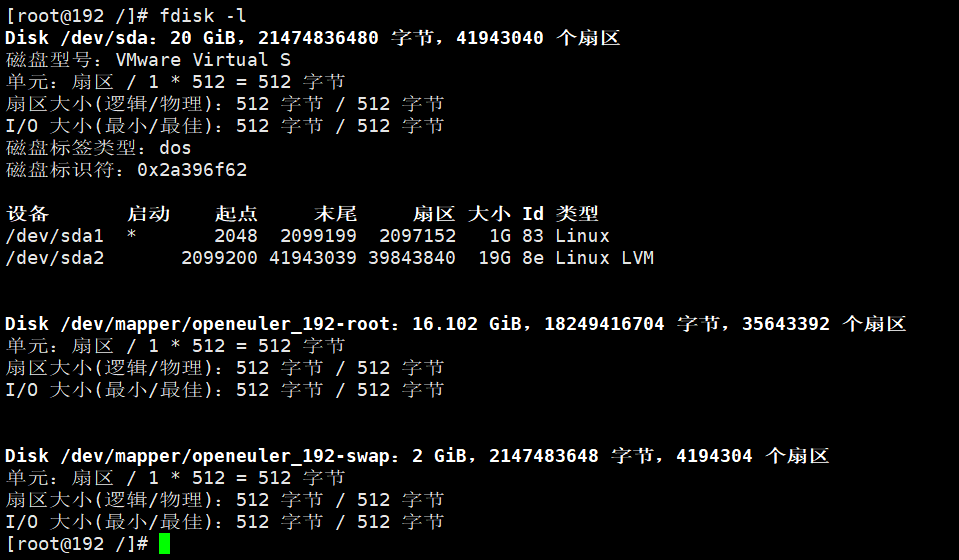 [root@192 /]# fdisk -l
Disk /dev/sda：20 GiB，21474836480 字节，41943040 个扇区
磁盘型号：VMware Virtual S
单元：扇区 / 1 * 512 = 512 字节
扇区大小(逻辑/物理)：512 字节 / 512 字节
I/O 大小(最小/最佳)：512 字节 / 512 字节
磁盘标签类型：dos
磁盘标识符：0x2a396f62
设备 启动 起点 末尾 扇区 大小 Id 类型
/dev/sda1 * 2048 2099199 2097152 1G 83 Linux
/dev/sda2 2099200 41943039 39843840 19G 8e Linux LVM
Disk /dev/mapper/openeuler_192-root：16.102 GiB，18249416704 字节，35643392 个扇区
单元：扇区 / 1 * 512 = 512 字节
扇区大小(逻辑/物理)：512 字节 / 512 字节
I/O 大小(最小/最佳)：512 字节 / 512 字节
Disk /dev/mapper/openeuler_192-swap：2 GiB，2147483648 字节，4194304 个扇区
单元：扇区 / 1 * 512 = 512 字节
扇区大小(逻辑/物理)：512 字节 / 512 字节
I/O 大小(最小/最佳)：512 字节 / 512 字节
[root@192 /]#